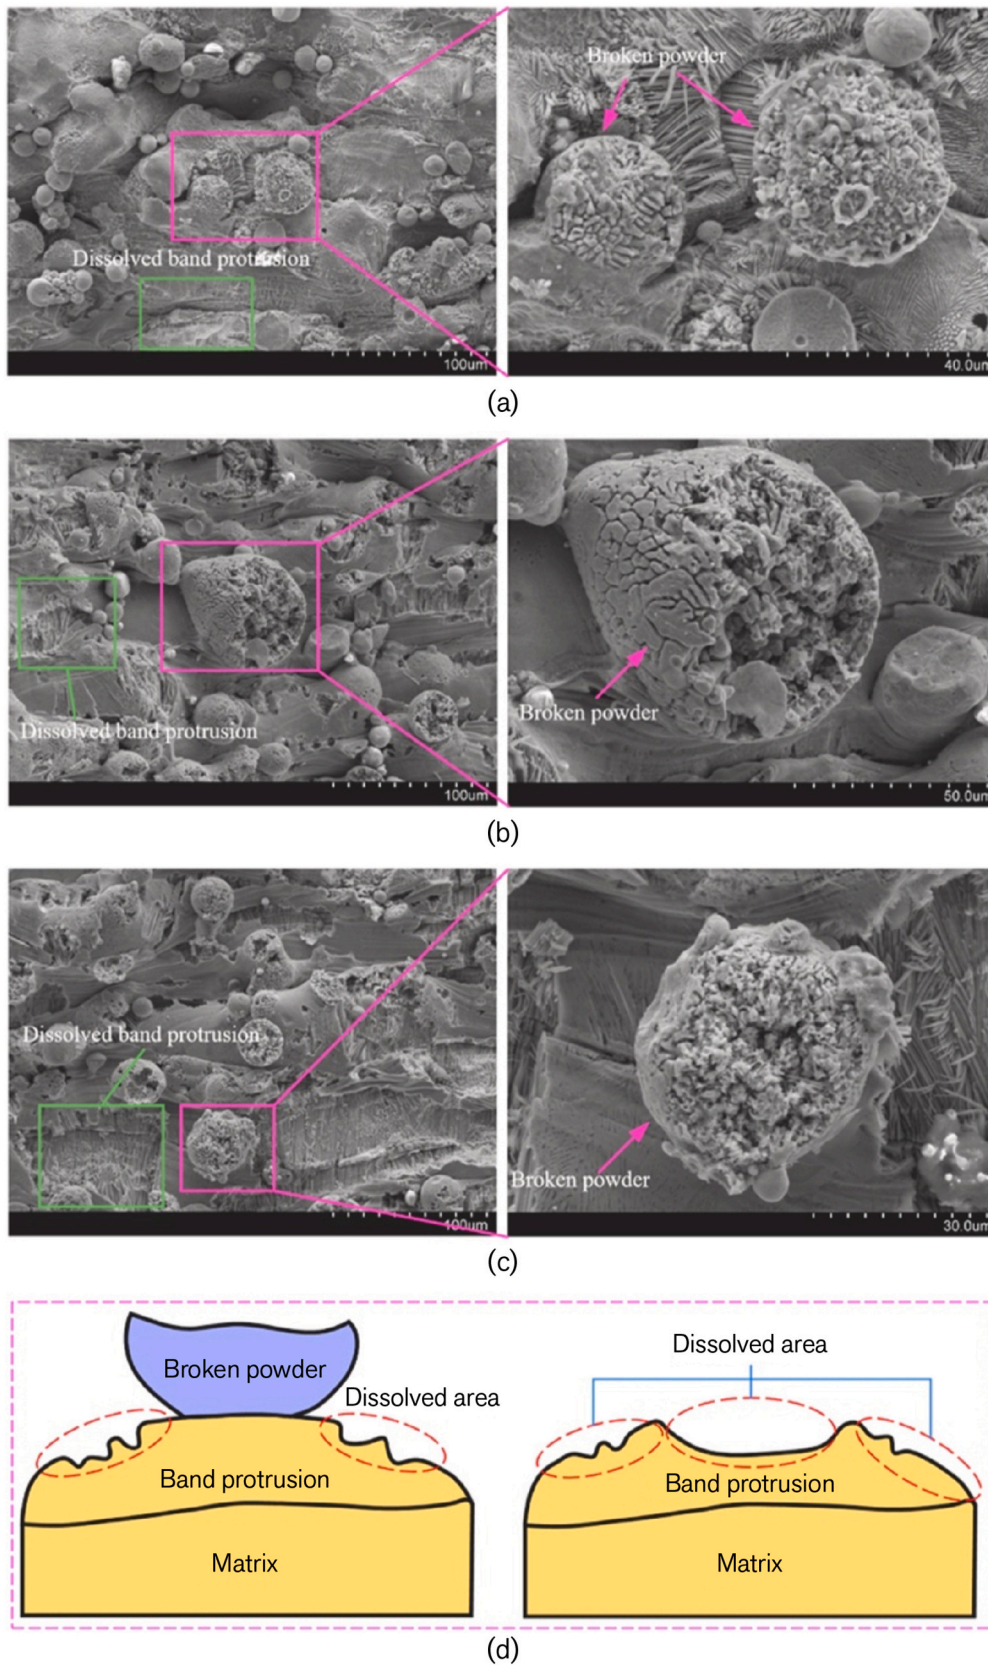 Broken powder
Dissolved band protrusion
100um
40.0um
(a)
Dissolved band protrusion
Broken powder
100um
50.0um
(b)
Dissolved band protrusion
Broken powder
100um
30.0um
(c)
Broken powder
Dissolved area
Band protrusion
Matrix
Dissolved area
Band protrusion
Matrix
(d)